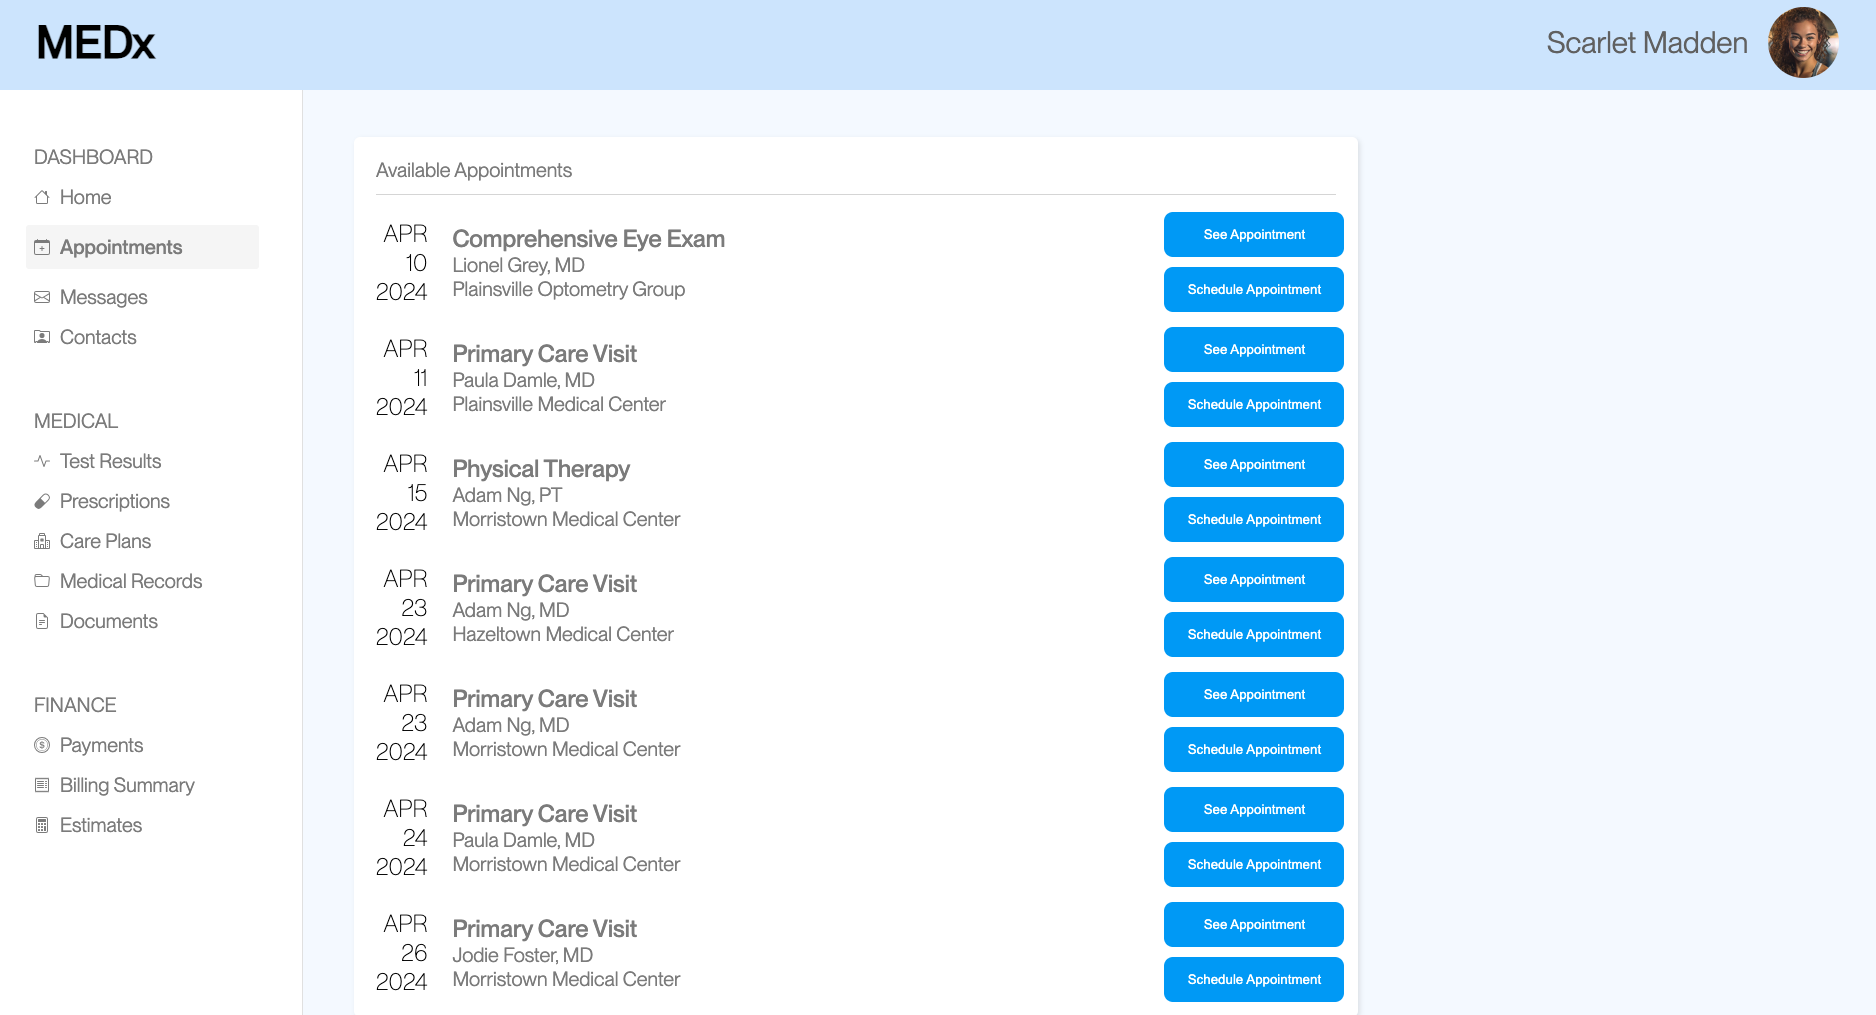 MEDx
Scarlet Madden
DASHBOARD
Home
Appointments
Messages
Contacts
MEDICAL
Test Results
Prescriptions
Care Plans
Medical Records
Documents
FINANCE
Payments
Billing Summary
Estimates
Available Appointments
APR
10
2024
Comprehensive Eye Exam
Lionel Grey, MD
Plainsville Optometry Group
See Appointment
Schedule Appointment
APR
11
2024
Primary Care Visit
Paula Damle, MD
Plainsville Medical Center
See Appointment
Schedule Appointment
APR
15
2024
Physical Therapy
Adam Ng, PT
Morristown Medical Center
See Appointment
Schedule Appointment
APR
23
2024
Primary Care Visit
Adam Ng, MD
Hazeltown Medical Center
See Appointment
Schedule Appointment
APR
23
2024
Primary Care Visit
Adam Ng, MD
Morristown Medical Center
See Appointment
Schedule Appointment
APR
24
2024
Primary Care Visit
Paula Damle, MD
Morristown Medical Center
See Appointment
Schedule Appointment
APR
26
2024
Primary Care Visit
Jodie Foster, MD
Morristown Medical Center
See Appointment
Schedule Appointment